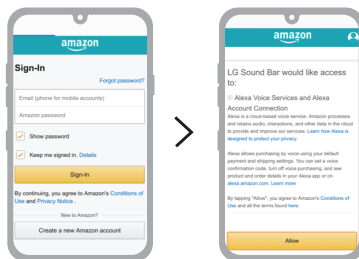 amazon
Sign-In
Forgot password?
Email (phone for mobile accounts)
Amazon password
Show password
Keep me signed in. Details
Sign-In
By continuing, you agree to Amazon's Conditions of
Use and Privacy Notice .
New to Amazon?
Create a new Amazon account
amazon
LG Sound Bar would like access
to:
Alexa Voice Services and Alexa
Account Connection
Alexa is a cloud-based voice service. Amazon processes
and retains audio, interactions, and other data in the cloud
to provide and improve our services. Learn how Alexa is
designed to protect your privacy.
Alexa allows purchasing by voice using your default
payment and shipping settings. You can set a voice
confirmation code, turn off voice purchasing, and see
product and order details in your Alexa app or on
alexa.amazon.com. Learn more
By tapping "Allow", you agree to Amazon's Conditions of
Use and all the terms found here.
Allow